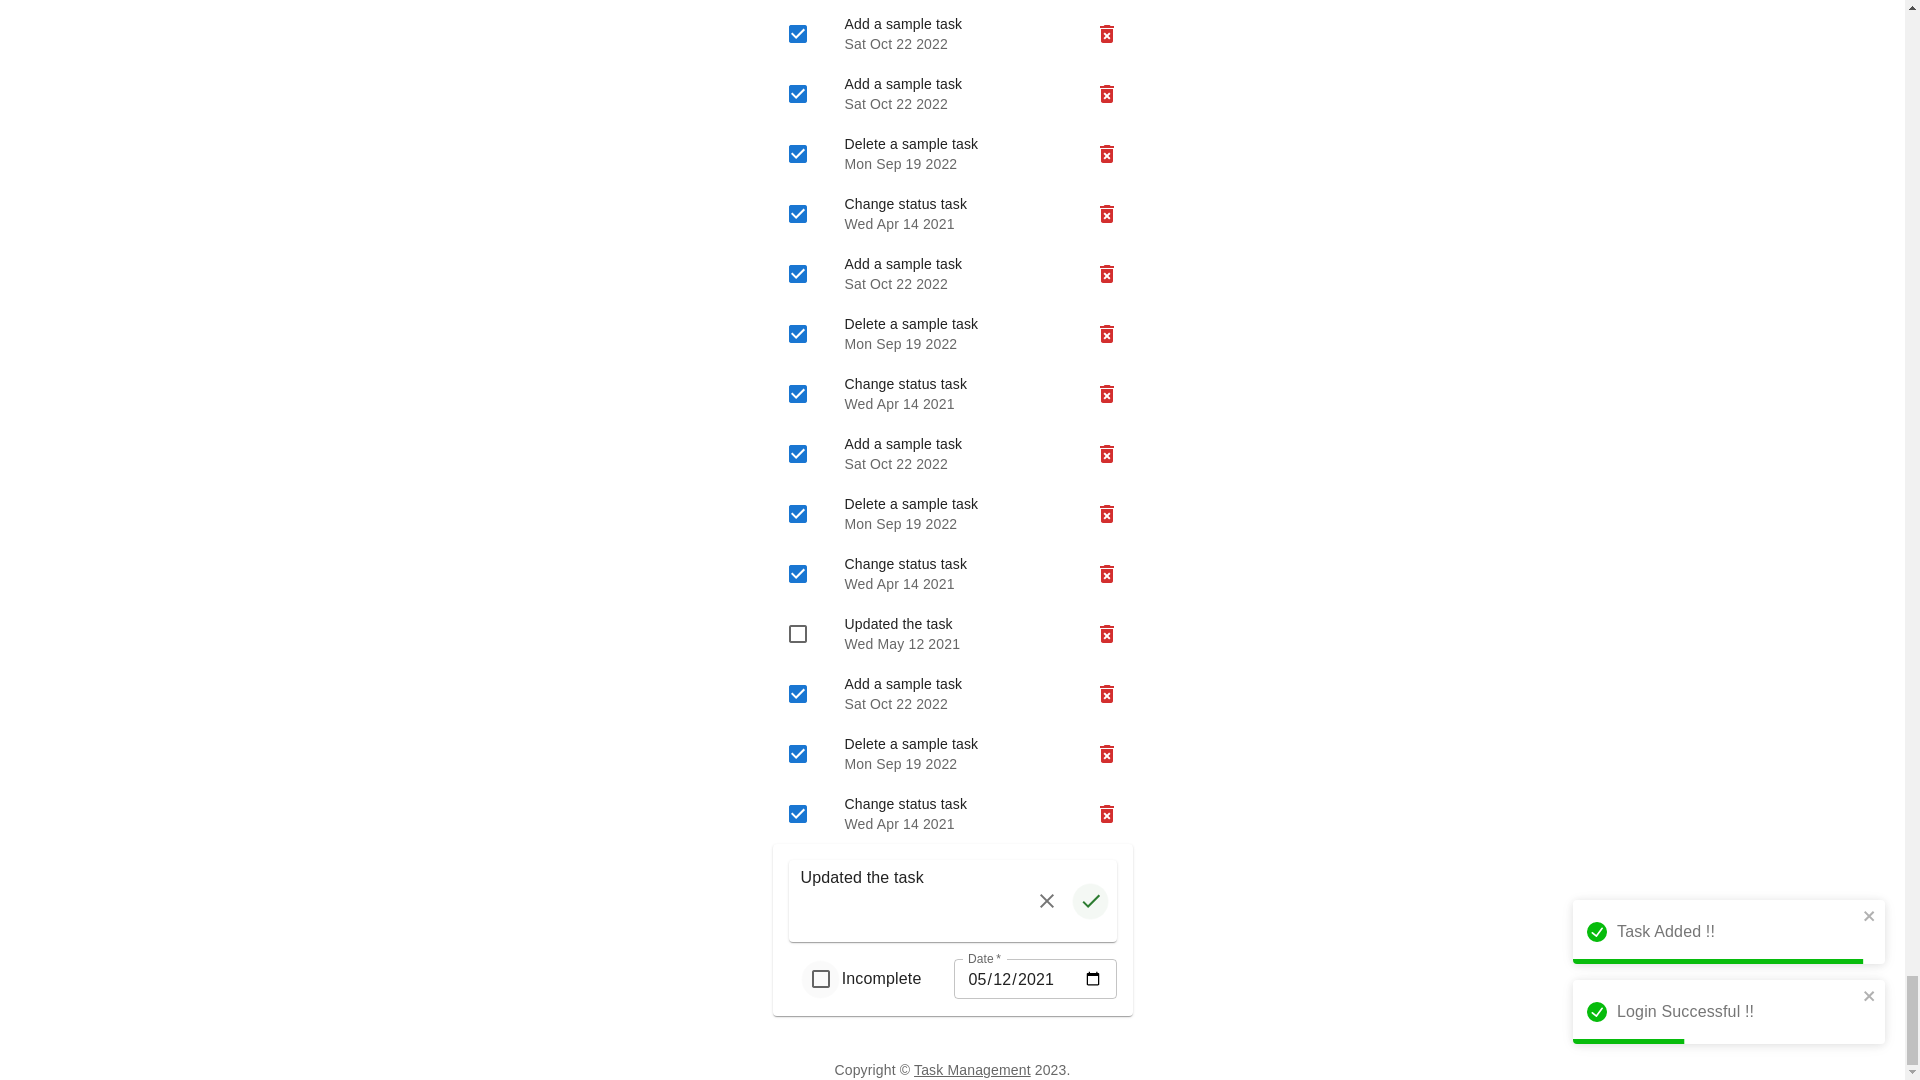 Add a sample task
Sat Oct 22 2022
Add a sample task
Sat Oct 22 2022
Delete a sample task
Mon Sep 19 2022
Change status task
Wed Apr 14 2021
Add a sample task
Sat Oct 22 2022
Delete a sample task
Mon Sep 19 2022
Change status task
Wed Apr 14 2021
Add a sample task
Sat Oct 22 2022
Delete a sample task
Mon Sep 19 2022
Change status task
Wed Apr 14 2021
Updated the task
Wed May 12 2021
Add a sample task
Sat Oct 22 2022
Delete a sample task
Mon Sep 19 2022
Change status task
Wed Apr 14 2021
Updated the task
Incomplete
Date *
05/12/2021
Task Added !!
Login Successful !!
Copyright © Task Management 2023.